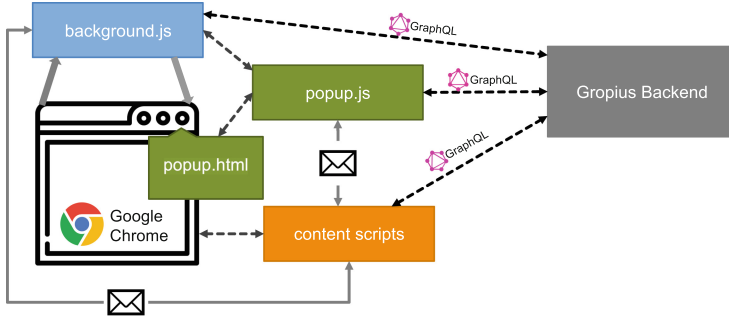 background.js
GraphQL
popup.js
GraphQL
Gropius Backend
popup.html
GraphQL
Google
Chrome
content scripts